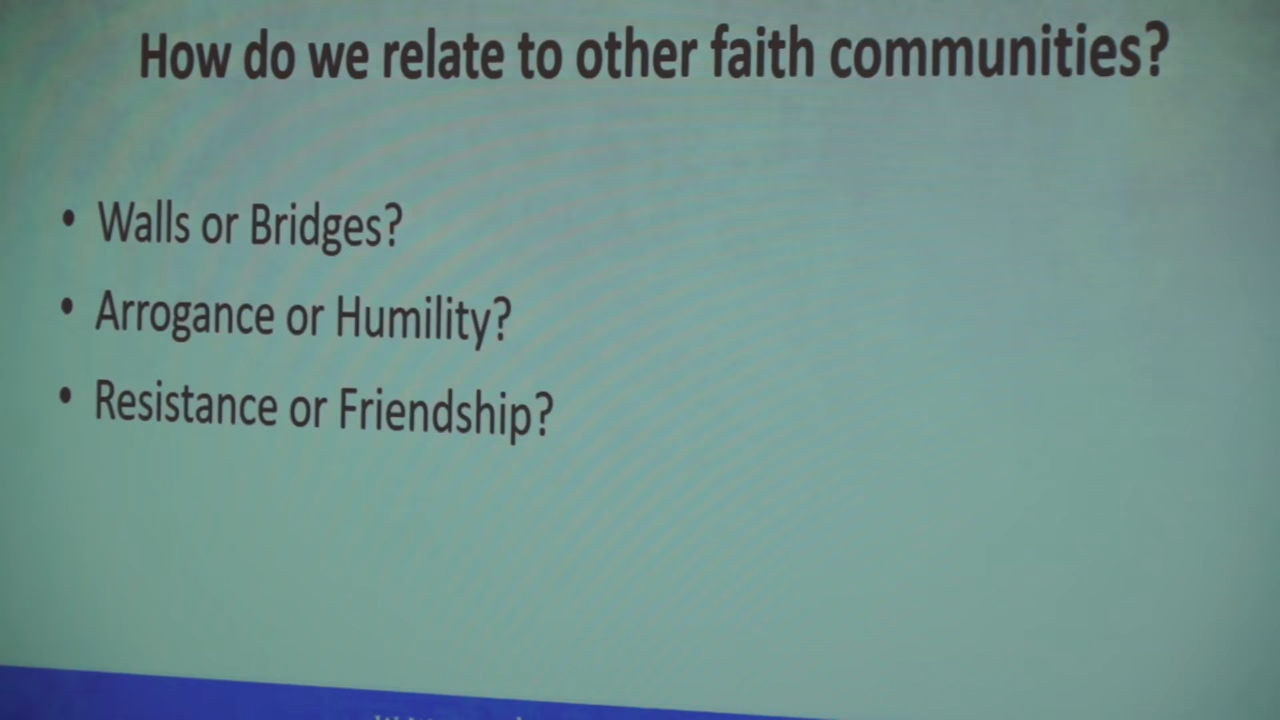 How do we relate to other faith communities?
• Walls or Bridges?
• Arrogance or Humility?
• Resistance or Friendship?